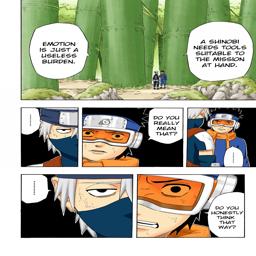 A SHINOBI
NEEDS TOOLS
SUITABLE TO
THE MISSION
AT HAND.
EMOTION
IS JUST A
USELESS
BURDEN.
DO YOU
REALLY
MEAN
THAT?
DO YOU
HONESTLY
THINK
THAT
WAY?